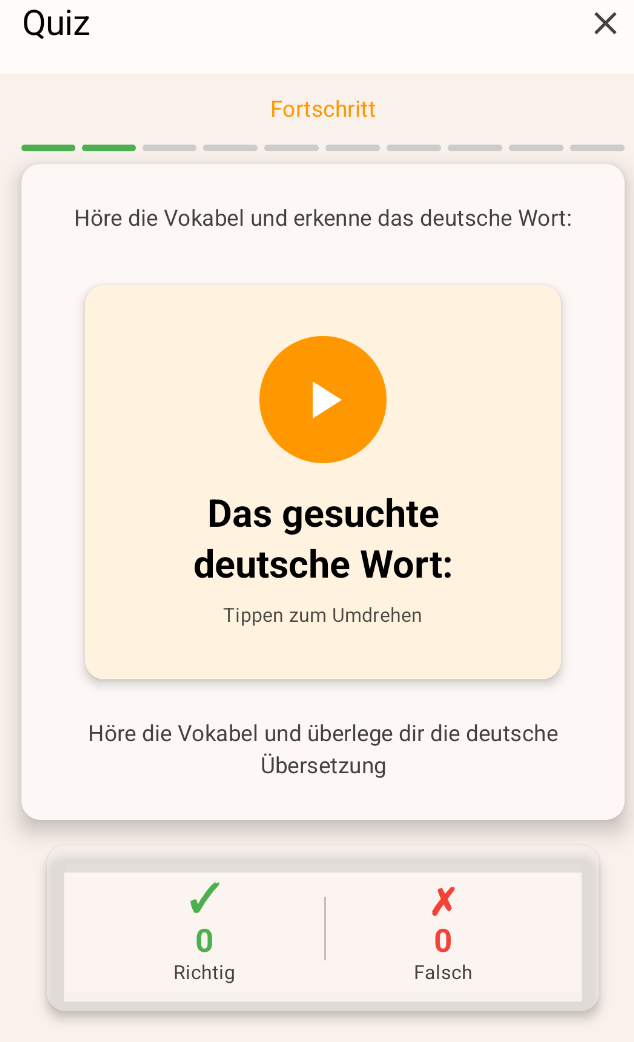 Quiz
Fortschritt
Höre die Vokabel und erkenne das deutsche Wort:
Das gesuchte
deutsche Wort:
Tippen zum Umdrehen
Höre die Vokabel und überlege dir die deutsche
Übersetzung
✓ ✗
0 0
Richtig Falsch